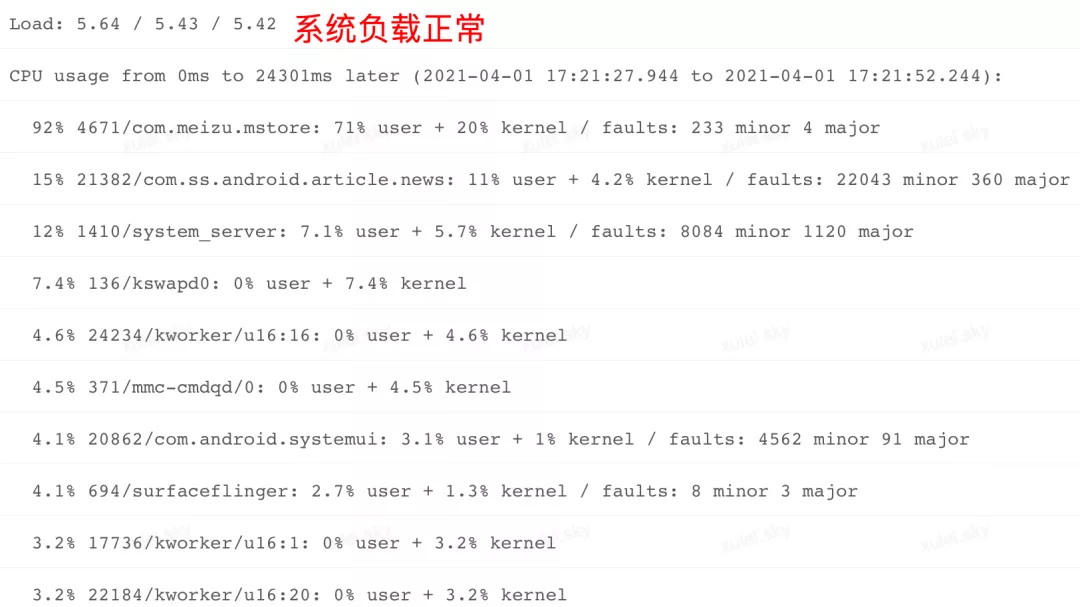 Load: 5.64 / 5.43 / 5.42 系统负载正常
CPU usage from 0ms to 24301ms later (2021-04-01 17:21:27.944 to 2021-04-01 17:21:52.244):
92% 4671/com.meizu.mstore: 71% user + 20% kernel / faults: 233 minor 4 major
15% 21382/com.ss.android.article.news: 11% user + 4.2% kernel / faults: 22043 minor 360 major
12% 1410/system_server: 7.1% user + 5.7% kernel / faults: 8084 minor 1120 major
7.4% 136/kswapd0: 0% user + 7.4% kernel
4.6% 24234/kworker/u16:16: 0% user + 4.6% kernel
4.5% 371/mmc-cmdqd/0: 0% user + 4.5% kernel
4.1% 20862/com.android.systemui: 3.1% user + 1% kernel / faults: 4562 minor 91 major
4.1% 694/surfaceflinger: 2.7% user + 1.3% kernel / faults: 8 minor 3 major
3.2% 17736/kworker/u16:1: 0% user + 3.2% kernel
3.2% 22184/kworker/u16:20: 0% user + 3.2% kernel